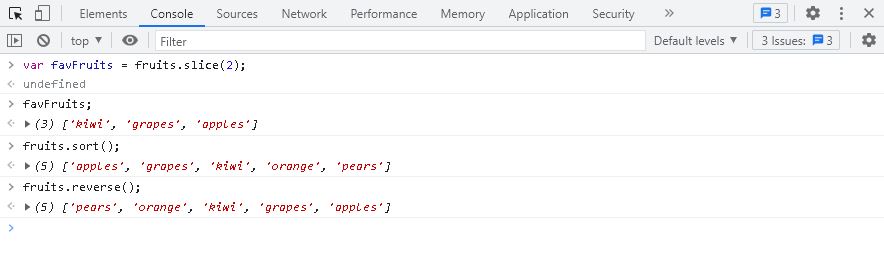 Elements Console Sources Network Performance Memory Application Security » 3
top ▼ Filter Default levels ▼ 3 Issues: 3
> var favFruits = fruits.slice(2);
undefined
> favFruits;
(3) ['kiwi', 'grapes', 'apples']
> fruits.sort();
(5) ['apples', 'grapes', 'kiwi', 'orange', 'pears']
> fruits.reverse();
(5) ['pears', 'orange', 'kiwi', 'grapes', 'apples']
>